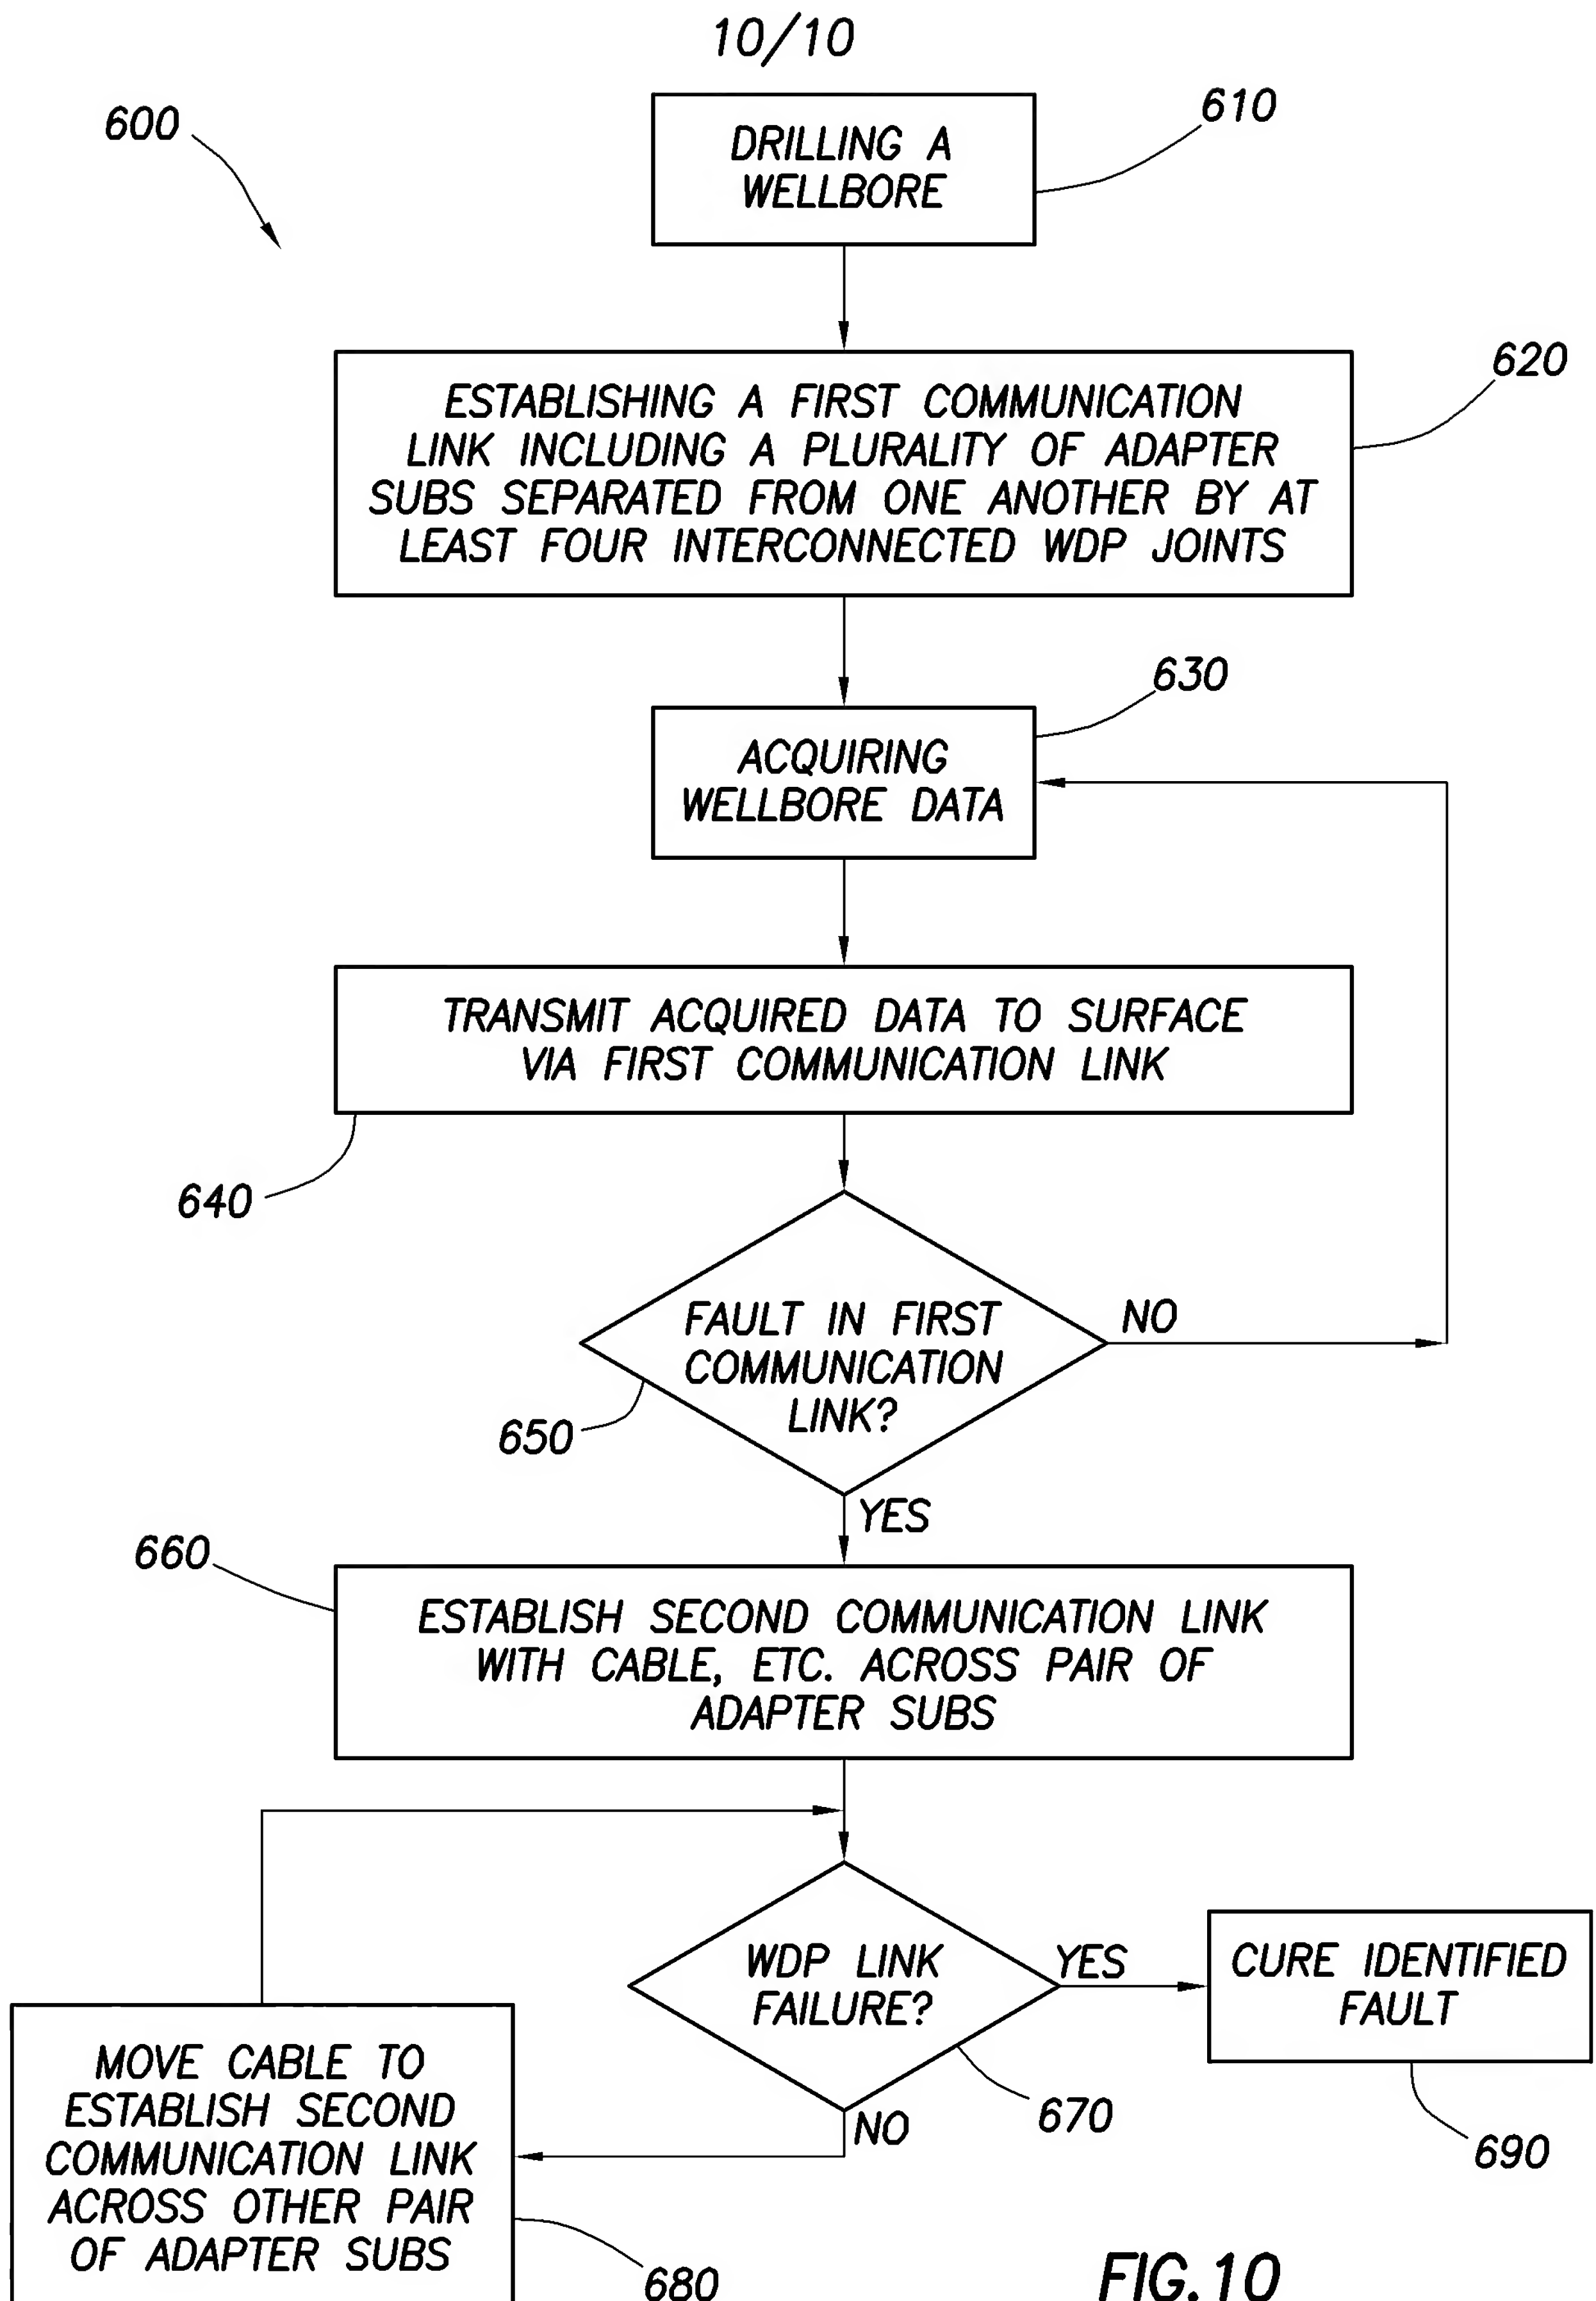 10/10
600
610
DRILLING A
WELLBORE
620
ESTABLISHING A FIRST COMMUNICATION
LINK INCLUDING A PLURALITY OF ADAPTER
SUBS SEPARATED FROM ONE ANOTHER BY AT
LEAST FOUR INTERCONNECTED WDP JOINTS
630
ACQUIRING
WELLBORE DATA
TRANSMIT ACQUIRED DATA TO SURFACE
VIA FIRST COMMUNICATION LINK
640
FAULT IN FIRST
COMMUNICATION
LINK?
NO
650
YES
660
ESTABLISH SECOND COMMUNICATION LINK
WITH CABLE, ETC. ACROSS PAIR OF
ADAPTER SUBS
WDP LINK
FAILURE?
YES
CURE IDENTIFIED
FAULT
670
NO
690
MOVE CABLE TO
ESTABLISH SECOND
COMMUNICATION LINK
ACROSS OTHER PAIR
OF ADAPTER SUBS
680
FIG.10